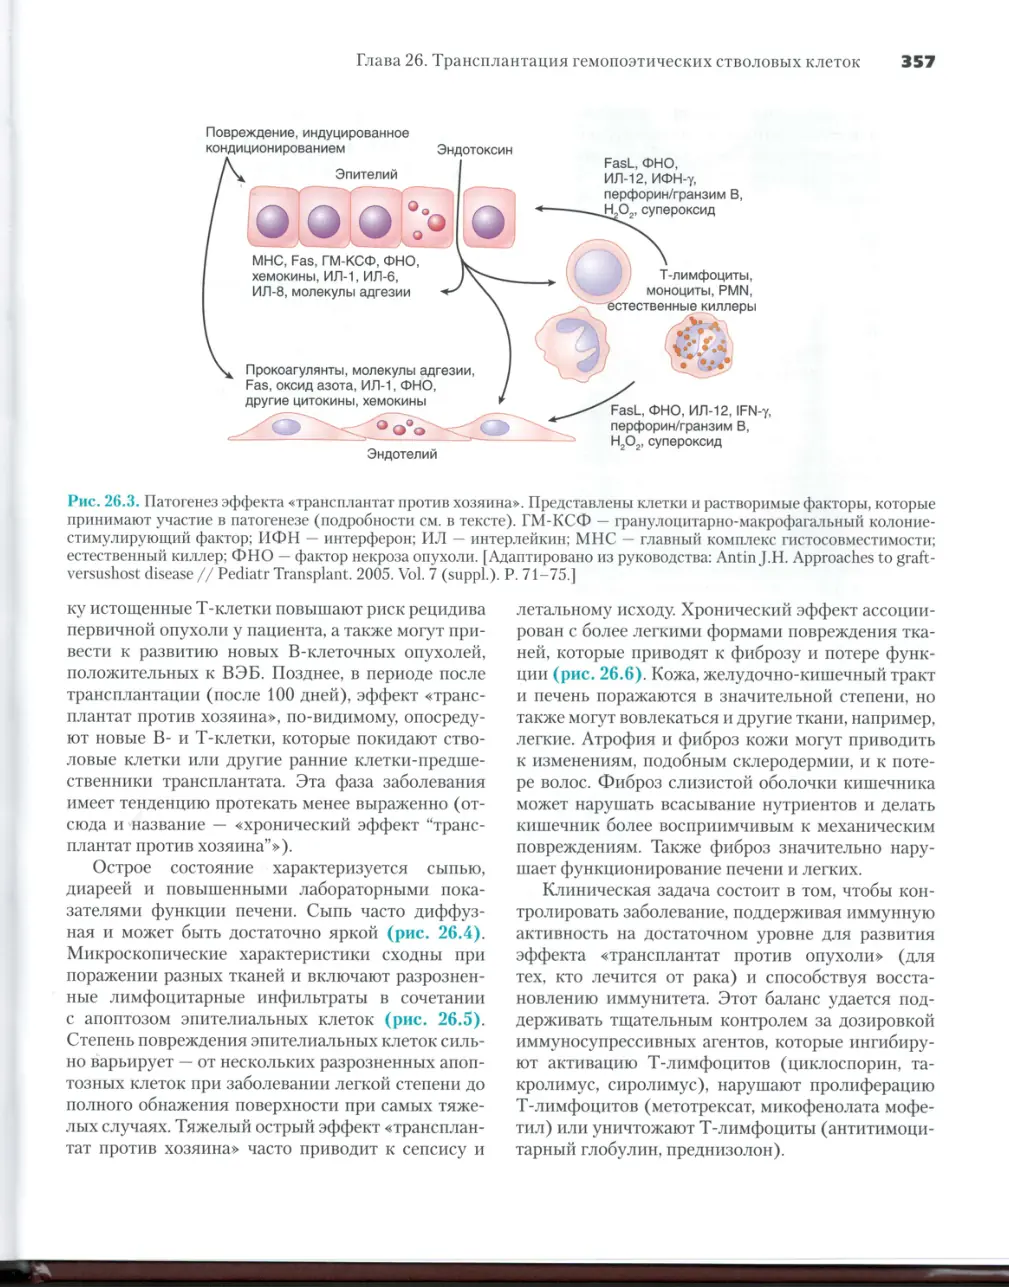 Глава 26. Трансплантация гемопоэтических стволовых клеток 357
Повреждение, индуцированное
кондиционированием
Эндотоксин
Эпителий
FasL, ФНО,
ИЛ-12, ИФН-γ,
перфорин/гранзим В,
H₂O₂, супероксид
МНС, Fas, ГМ-КСФ, ФНО,
хемокины, ИЛ-1, ИЛ-6,
ИЛ-8, молекулы адгезии
Т-лимфоциты,
моноциты, PMN,
естественные киллеры
Прокоагулянты, молекулы адгезии,
Fas, оксид азота, ИЛ-1, ФНО,
другие цитокины, хемокины
FasL, ФНО, ИЛ-12, IFN-γ,
перфорин/гранзим В,
H₂O₂, супероксид
Эндотелий
Рис. 26.3. Патогенез эффекта «трансплантат против хозяина». Представлены клетки и растворимые факторы, которые
принимают участие в патогенезе (подробности см. в тексте). ГМ-КСФ — гранулоцитарно-макрофагальный колоние-
стимулирующий фактор; ИФН — интерферон; ИЛ — интерлейкин; МНС — главный комплекс гистосовместимости;
естественный киллер; ФНО — фактор некроза опухоли. [Адаптировано из руководства: Antin J.H. Approaches to graft-
versushost disease // Pediatr Transplant. 2005. Vol. 7 (suppl.). P. 71–75.]
ку истощенные Т-клетки повышают риск рецидива
первичной опухоли у пациента, а также могут при-
вести к развитию новых В-клеточных опухолей,
положительных к ВЭБ. Позднее, в периоде после
трансплантации (после 100 дней), эффект «транс-
плантат против хозяина», по-видимому, опосреду-
ют новые В- и Т-клетки, которые покидают ство-
ловые клетки или другие ранние клетки-предше-
ственники трансплантата. Эта фаза заболевания
имеет тенденцию протекать менее выраженно (от-
сюда и название — «хронический эффект “транс-
плантат против хозяина”»).
Острое состояние характеризуется сыпью,
диареей и повышенными лабораторными пока-
зателями функции печени. Сыпь часто диффуз-
ная и может быть достаточно яркой (рис. 26.4).
Микроскопические характеристики сходны при
поражении разных тканей и включают разрознен-
ные лимфоцитарные инфильтраты в сочетании
с апоптозом эпителиальных клеток (рис. 26.5).
Степень повреждения эпителиальных клеток силь-
но варьирует — от нескольких разрозненных апоп-
тозных клеток при заболевании легкой степени до
полного обнажения поверхности при самых тяже-
лых случаях. Тяжелый острый эффект «трансплан-
тат против хозяина» часто приводит к сепсису и
летальному исходу. Хронический эффект ассоции-
рован с более легкими формами повреждения тка-
ней, которые приводят к фиброзу и потере функ-
ции (рис. 26.6). Кожа, желудочно-кишечный тракт
и печень поражаются в значительной степени, но
также могут вовлекаться и другие ткани, например,
легкие. Атрофия и фиброз кожи могут приводить
к изменениям, подобным склеродермии, и к поте-
ре волос. Фиброз слизистой оболочки кишечника
может нарушать всасывание нутриентов и делать
кишечник более восприимчивым к механическим
повреждениям. Также фиброз значительно нару-
шает функционирование печени и легких.
Клиническая задача состоит в том, чтобы кон-
тролировать заболевание, поддерживая иммунную
активность на достаточном уровне для развития
эффекта «трансплантат против опухоли» (для
тех, кто лечится от рака) и способствуя восста-
новлению иммунитета. Этот баланс удается под-
держивать тщательным контролем за дозировкой
иммуносупрессивных агентов, которые ингибиру-
ют активацию Т-лимфоцитов (циклоспорин, та-
кролимус, сиролимус), нарушают пролиферацию
Т-лимфоцитов (метотрексат, микофенолата мофе-
тил) или уничтожают Т-лимфоциты (антитимоци-
тарный глобулин, преднизолон).